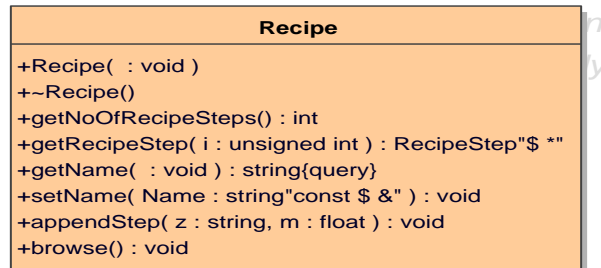 Recipe
+Recipe( : void )
+~Recipe()
+getNoOfRecipeSteps() : int
+getRecipeStep( i : unsigned int ) : RecipeStep"$ *"
+getName( : void ) : string{query}
+setName( Name : string"const $ &" ) : void
+appendStep( z : string, m : float ) : void
+browse() : void